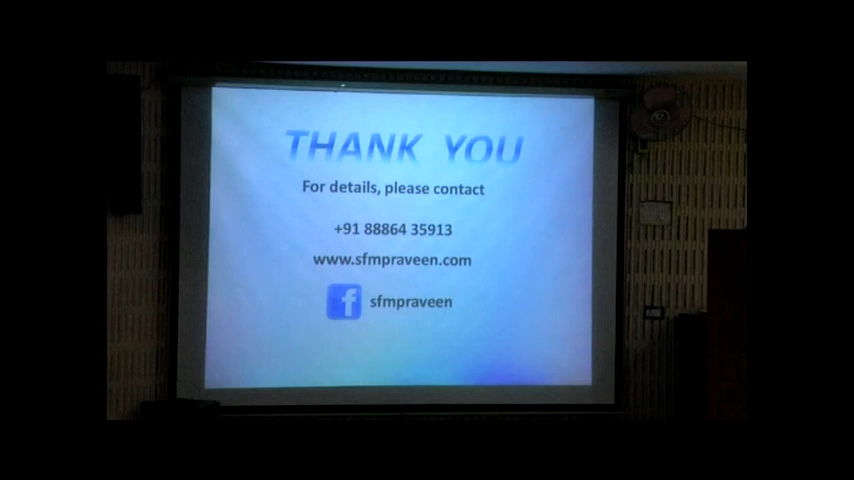 THANK YOU
For details, please contact
+91 88864 35913
www.sfmpraveen.com
f sfmpraveen